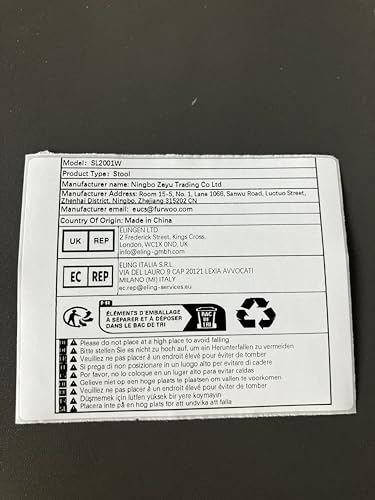 Model: SL2001W
Product Type: Stool
Manufacturer name: Ningbo Zeyu Trading Co Ltd
Manufacturer Address: Room 15-5, No. 1, Lane 1066, Sanwu Road, Luotuo Street,
Zhenhai District, Ningbo, Zhejiang 315202 CN
Manufacturer email: eucs@furwoo.com
Country Of Origin: Made in China
UK REP
ELINGEN LTD
2 Frederick Street, Kings Cross,
London, WC1X 0ND, UK
info@eling-gmbh.com
EC REP
ELING ITALIA S.R.L
VIA DEL LAURO 9 CAP 20121 LEXIA AVVOCATI
MILANO (MI) ITALY
ec.rep@eling-services.eu
FR
ÉLÉMENTS D'EMBALLAGE
À SÉPARER ET À DÉPOSER
DANS LE BAC DE TRI
BAC
DE
TRI
Please do not place at a high place to avoid falling
Bitte stellen Sie es nicht zu hoch auf, um ein Herunterfallen zu vermeiden
Veuillez ne pas placer à un endroit élevé pour éviter de tomber
Si prega di non posizionare in un luogo alto per evitare di cadere
Por favor, no lo coloque en un lugar alto para evitar caídas
Gelieve niet op een hoge plaats te plaatsen om vallen te voorkomen.
Veuillez ne pas placer à un endroit élevé pour éviter de tomber
Düşmemek için lütfen yüksek bir yere koymayın
Placera inte på en hög plats för att undvika att falla